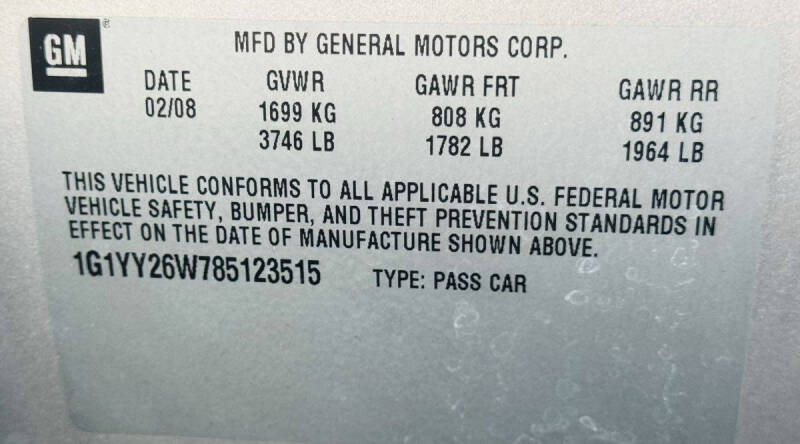 GM ®
MFD BY GENERAL MOTORS CORP.
DATE GVWR GAWR FRT GAWR RR
02/08 1699 KG 808 KG 891 KG
3746 LB 1782 LB 1964 LB
THIS VEHICLE CONFORMS TO ALL APPLICABLE U.S. FEDERAL MOTOR
VEHICLE SAFETY, BUMPER, AND THEFT PREVENTION STANDARDS IN
EFFECT ON THE DATE OF MANUFACTURE SHOWN ABOVE.
1G1YY26W785123515 TYPE: PASS CAR